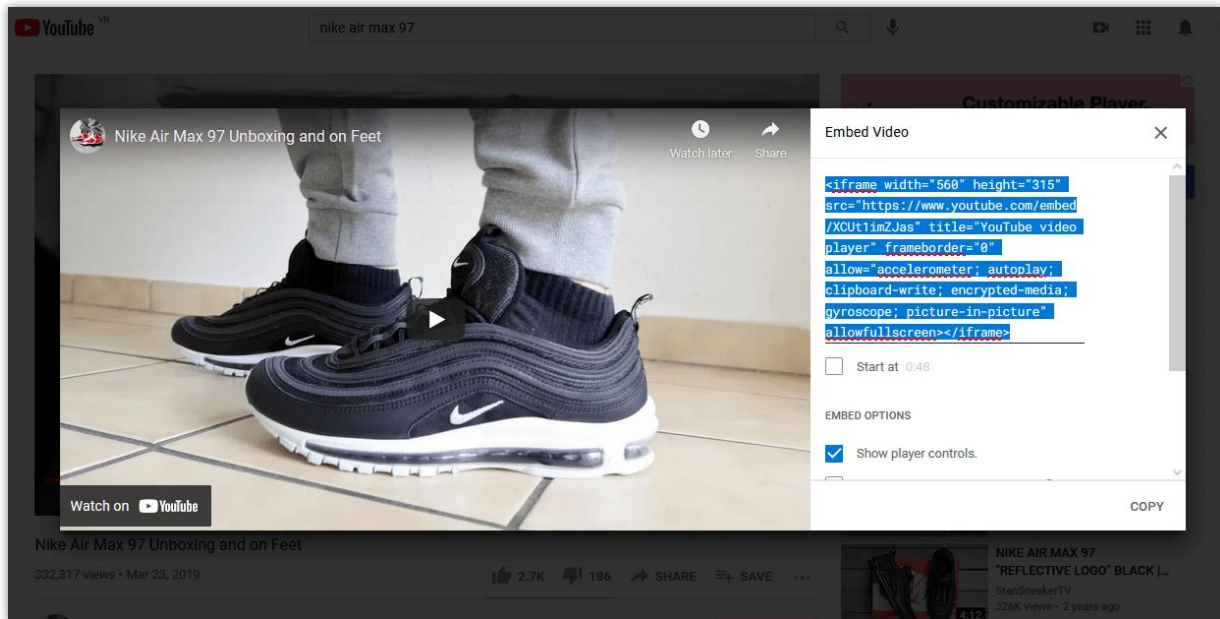 YouTube VN
nike air max 97
Customizable Player
Nike Air Max 97 Unboxing and on Feet
Watch later
Share
Embed Video
<iframe width="560" height="315"
src="https://www.youtube.com/embed
/XCUt1imZJas" title="YouTube video
player" frameborder="0"
allow="accelerometer; autoplay;
clipboard-write; encrypted-media;
gyroscope; picture-in-picture"
allowfullscreen></iframe>
Start at 0:48
EMBED OPTIONS
Show player controls.
Watch on YouTube
COPY
Nike Air Max 97 Unboxing and on Feet
332,317 views • Mar 23, 2019
2.7K 186 SHARE SAVE
NIKE AIR MAX 97
"REFLECTIVE LOGO" BLACK |...
StanSneakerTV
326K views • 2 years ago
4:12